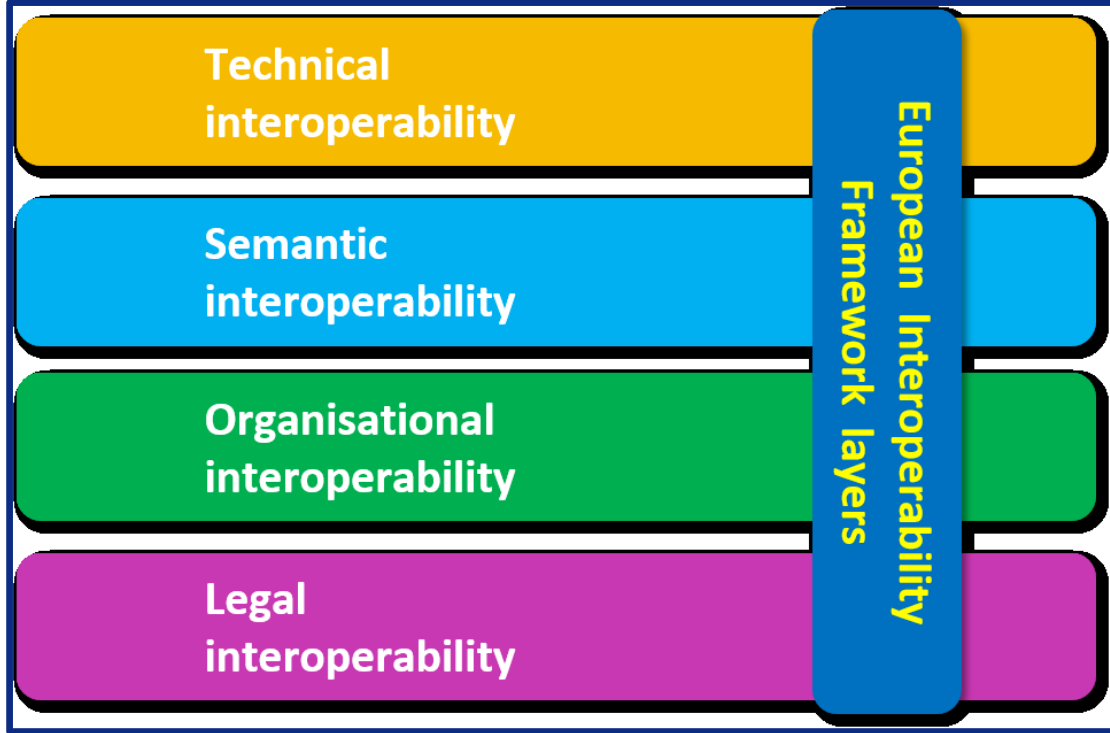 Technical
interoperability
Semantic
interoperability
Organisational
interoperability
Legal
interoperability
European Interoperability
Framework layers